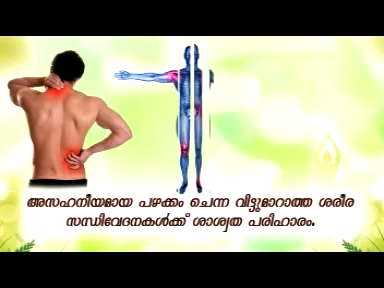 അസഹനീയമായ പഴക്കം ചെന്ന വിട്ടുമാറാത്ത ശരീര
സന്ധിവേദനകൾക്ക് ശാശ്വത പരിഹാരം.